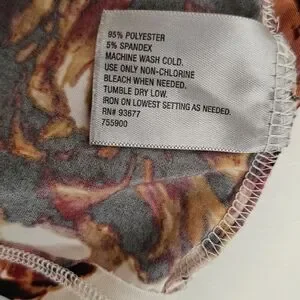 95% POLYESTER
5% SPANDEX
MACHINE WASH COLD.
USE ONLY NON-CHLORINE
BLEACH WHEN NEEDED.
TUMBLE DRY LOW.
IRON ON LOWEST SETTING AS NEEDED.
RN# 93677
755900